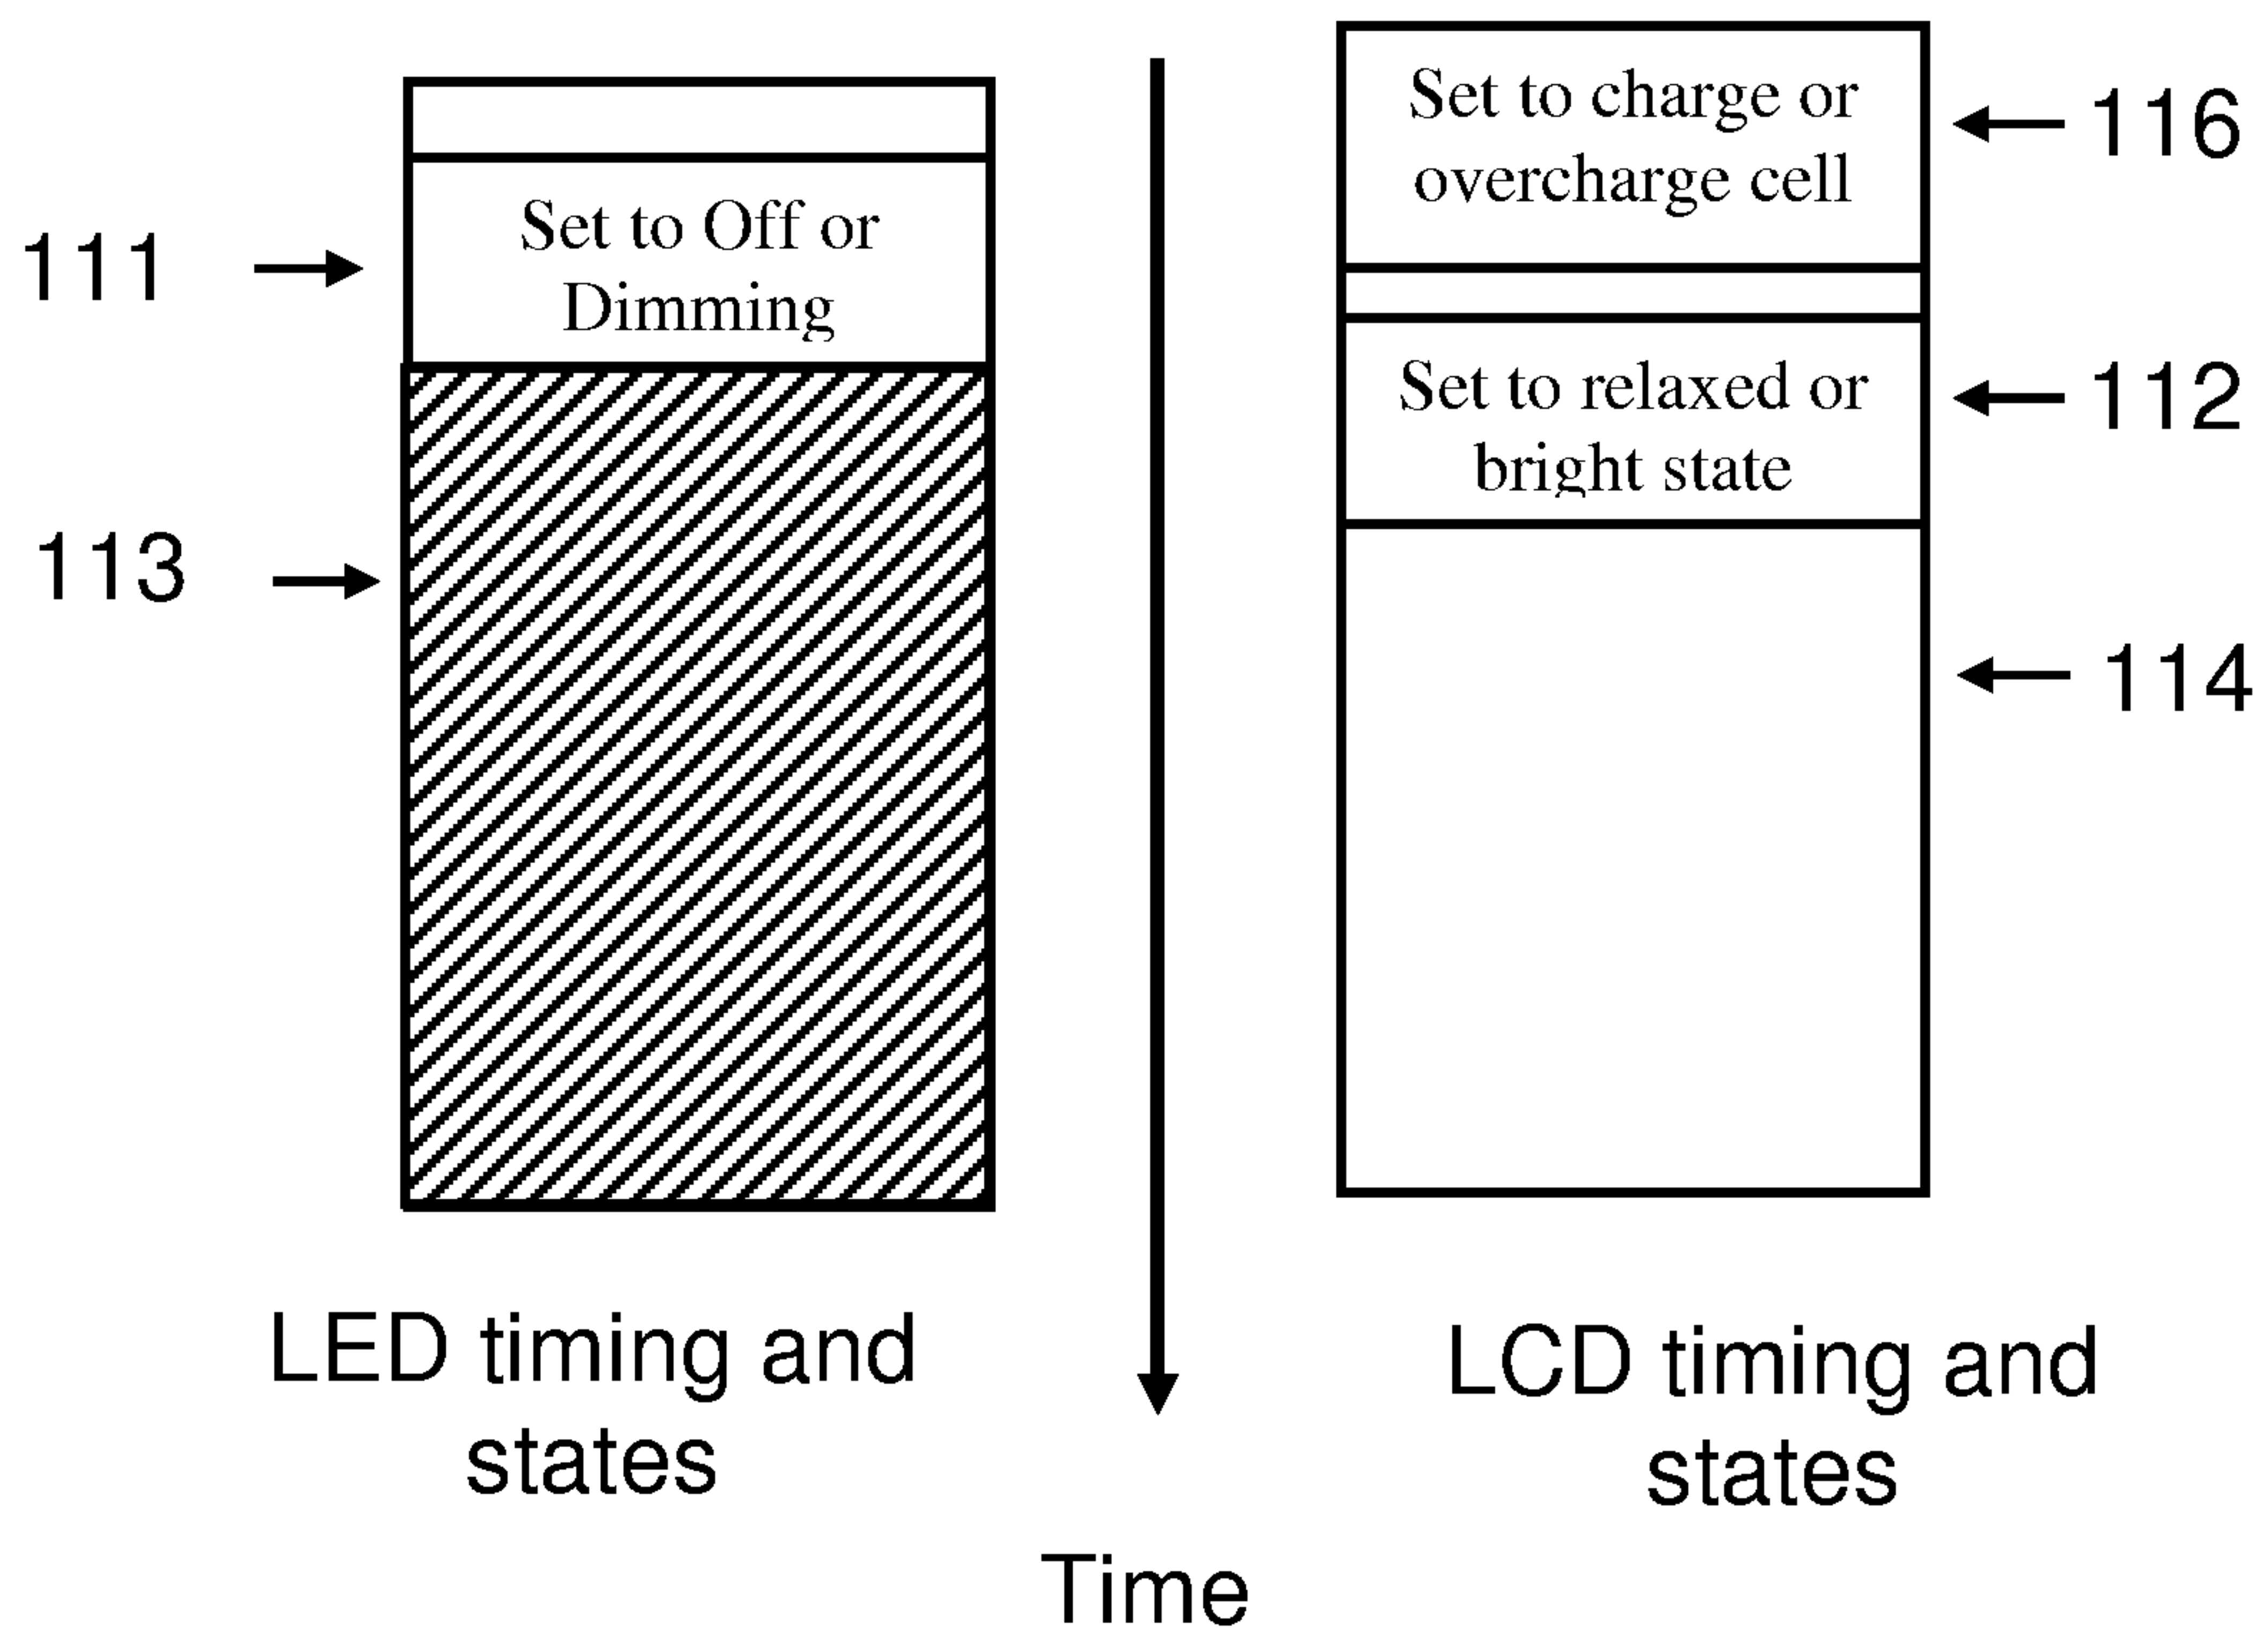 Set to charge or
overcharge cell
116
Set to Off or
Dimming
111
Set to relaxed or
bright state
112
113
114
LED timing and
states
LCD timing and
states
Time